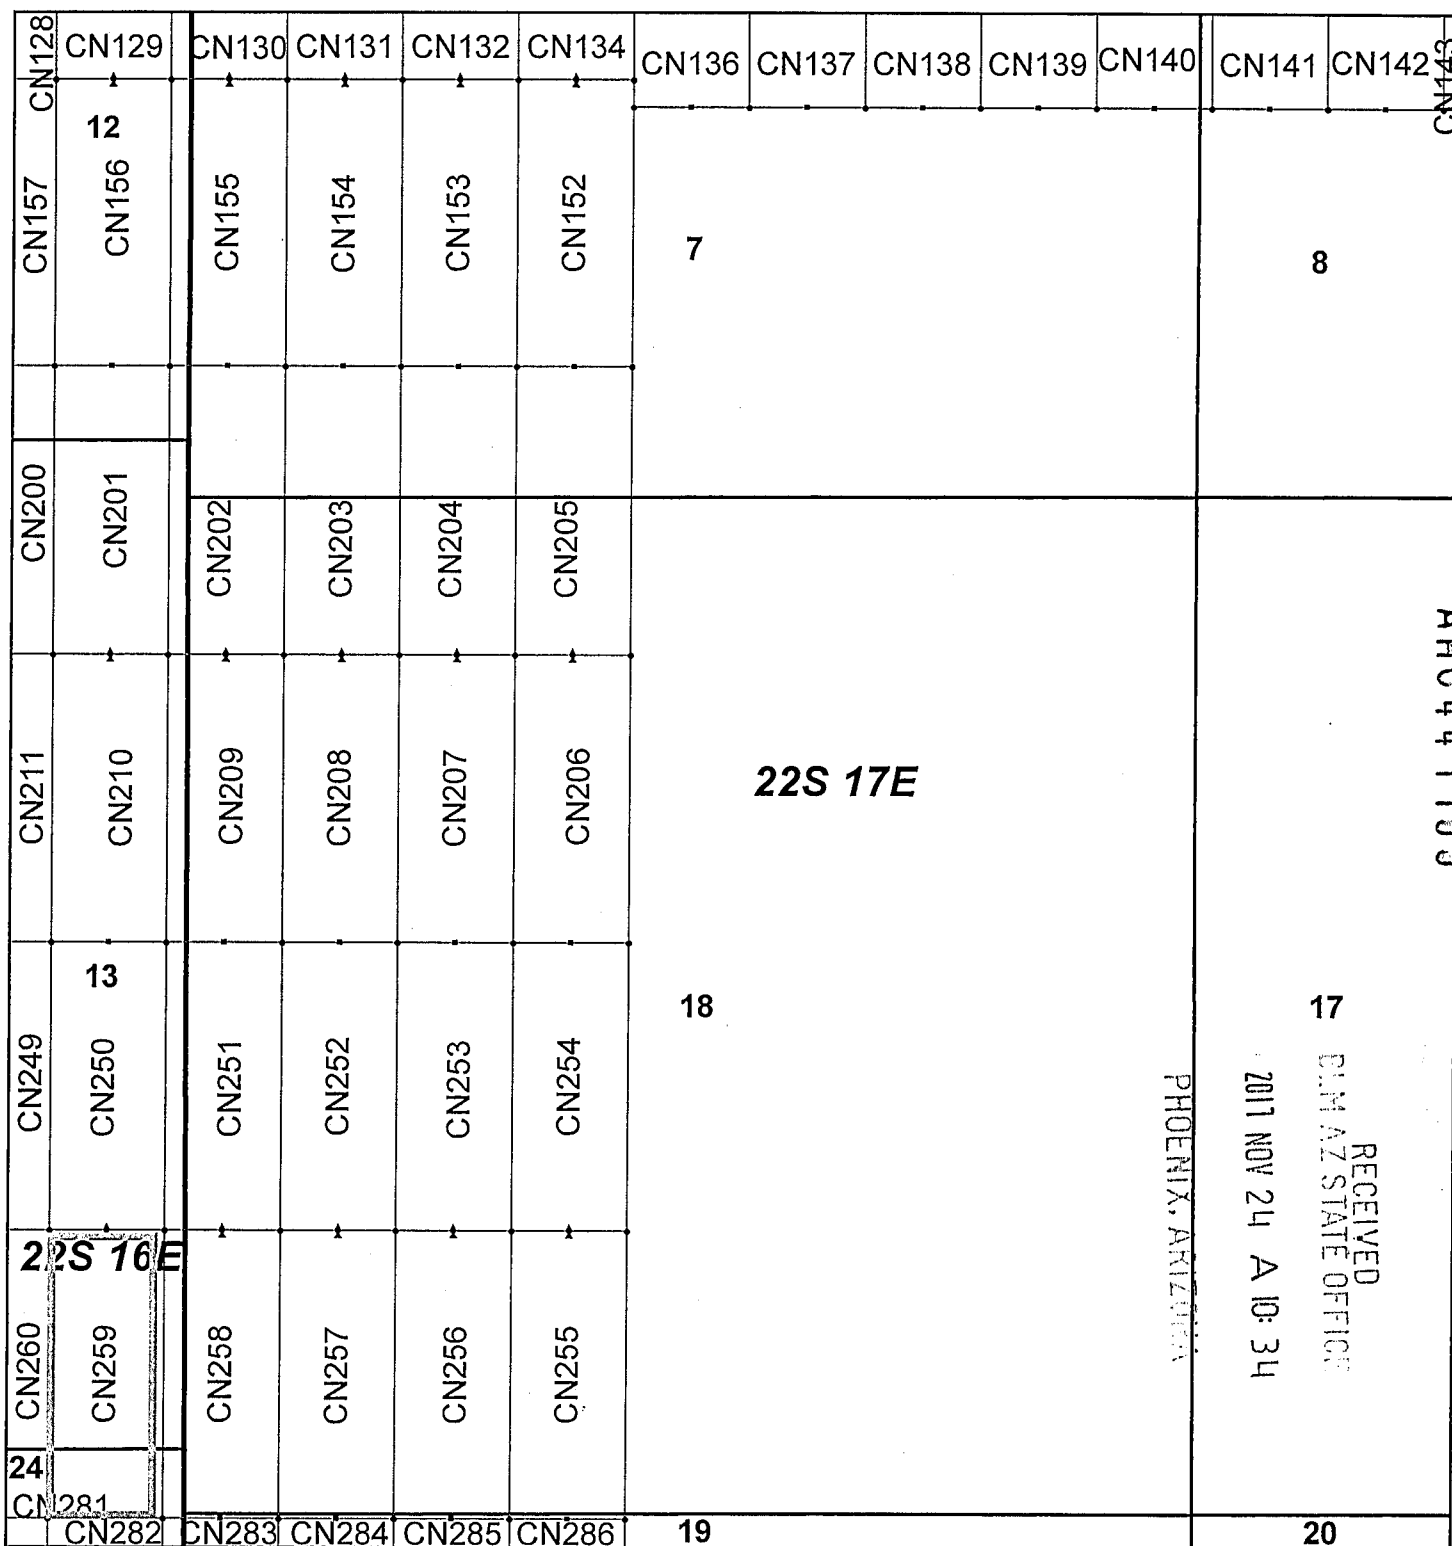 CN128 CN129 CN130 CN131 CN132 CN134 CN136 CN137 CN138 CN139 CN140 CN141 CN142 CN143
12
CN157 CN156 CN155 CN154 CN153 CN152
7
8
CN200 CN201 CN202 CN203 CN204 CN205
CN211 CN210 CN209 CN208 CN207 CN206
22S 17E
13
18
17
CN249 CN250 CN251 CN252 CN253 CN254
RECEIVED
BLM AZ STATE OFFICE
2017 NOV 24 A 10: 34
PHOENIX, ARIZONA
22S 16E
CN260 CN259 CN258 CN257 CN256 CN255
24
CN281
CN282 CN283 CN284 CN285 CN286
19
20